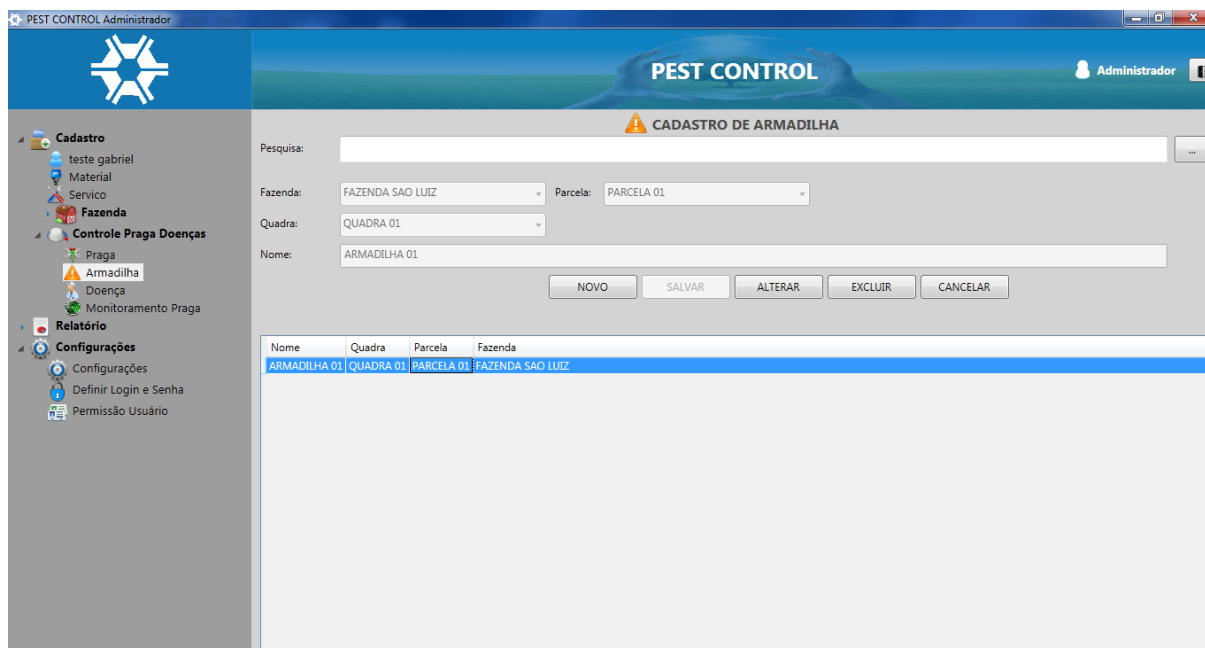 PEST CONTROL Administrador
PEST CONTROL
Administrador
Cadastro
teste gabriel
Material
Servico
Fazenda
Controle Praga Doenças
Praga
Armadilha
Doença
Monitoramento Praga
Relatório
Configurações
Configurações
Definir Login e Senha
Permissão Usuário
CADASTRO DE ARMADILHA
Pesquisa:
...
Fazenda: FAZENDA SAO LUIZ Parcela: PARCELA 01
Quadra: QUADRA 01
Nome: ARMADILHA 01
NOVO SALVAR ALTERAR EXCLUIR CANCELAR
Nome Quadra Parcela Fazenda
ARMADILHA 01 QUADRA 01 PARCELA 01 FAZENDA SAO LUIZ